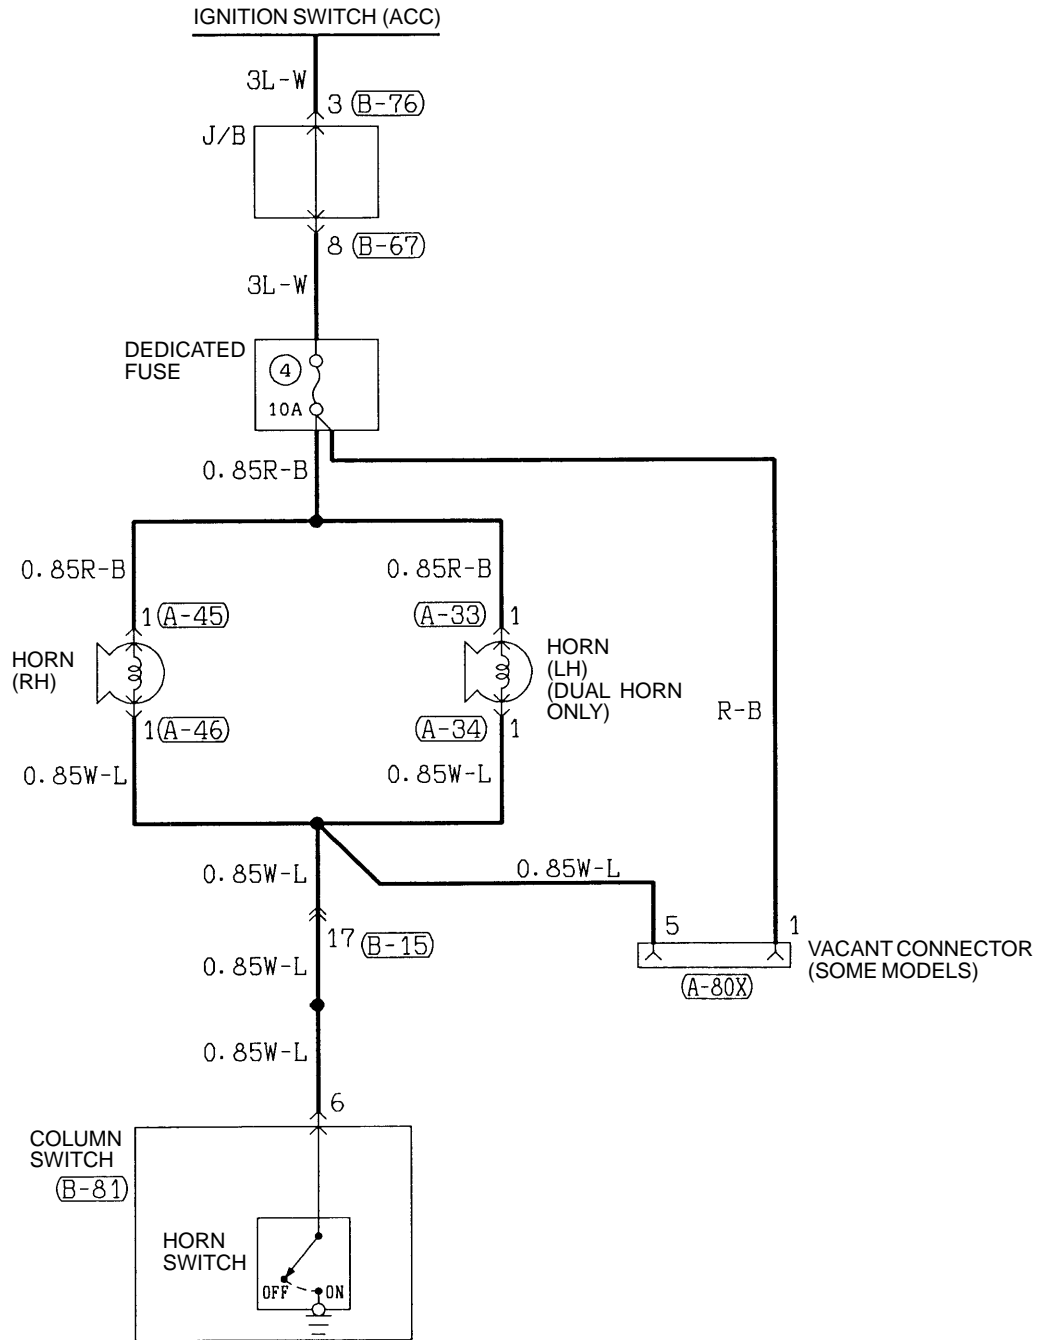 IGNITION SWITCH (ACC)
3L-W
3 (B-76)
J/B
8 (B-67)
3L-W
DEDICATED
FUSE
4
10A
0.85R-B
0.85R-B
0.85R-B
1 (A-45)
(A-33) 1
HORN
(RH)
HORN
(LH)
(DUAL HORN
ONLY)
R-B
1 (A-46)
(A-34) 1
0.85W-L
0.85W-L
0.85W-L
0.85W-L
17 (B-15)
5
1
VACANT CONNECTOR
(SOME MODELS)
0.85W-L
(A-80X)
0.85W-L
6
COLUMN
SWITCH
(B-81)
HORN
SWITCH
OFF
ON